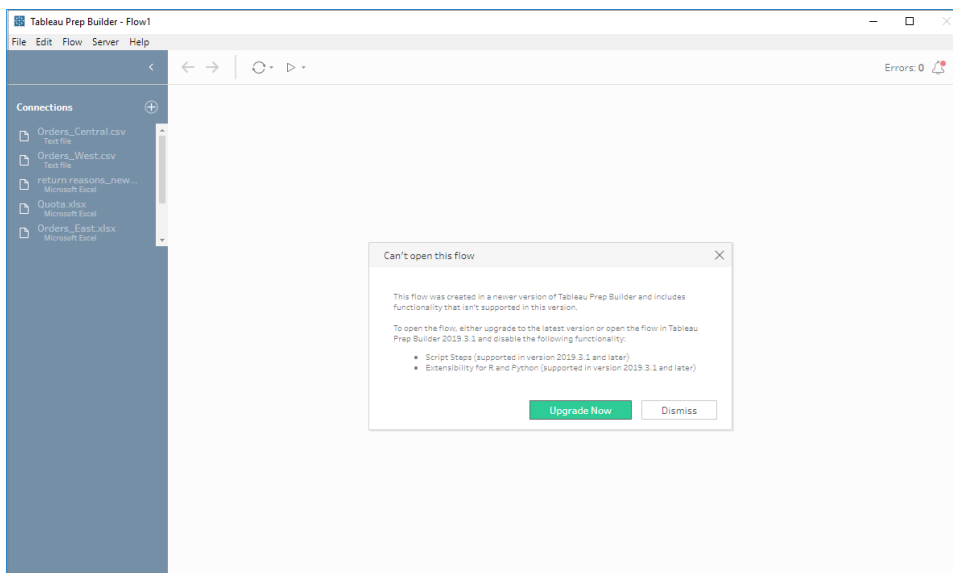 Tableau Prep Builder - Flow1
File Edit Flow Server Help
Errors: 0
Connections
Orders_Central.csv
Text file
Orders_West.csv
Text file
return reasons_new...
Microsoft Excel
Quota.xlsx
Microsoft Excel
Orders_East.xlsx
Microsoft Excel
Can't open this flow
This flow was created in a newer version of Tableau Prep Builder and includes
functionality that isn't supported in this version.
To open the flow, either upgrade to the latest version or open the flow in Tableau
Prep Builder 2019.3.1 and disable the following functionality:
• Script Steps (supported in version 2019.3.1 and later)
• Extensibility for R and Python (supported in version 2019.3.1 and later)
Upgrade Now Dismiss